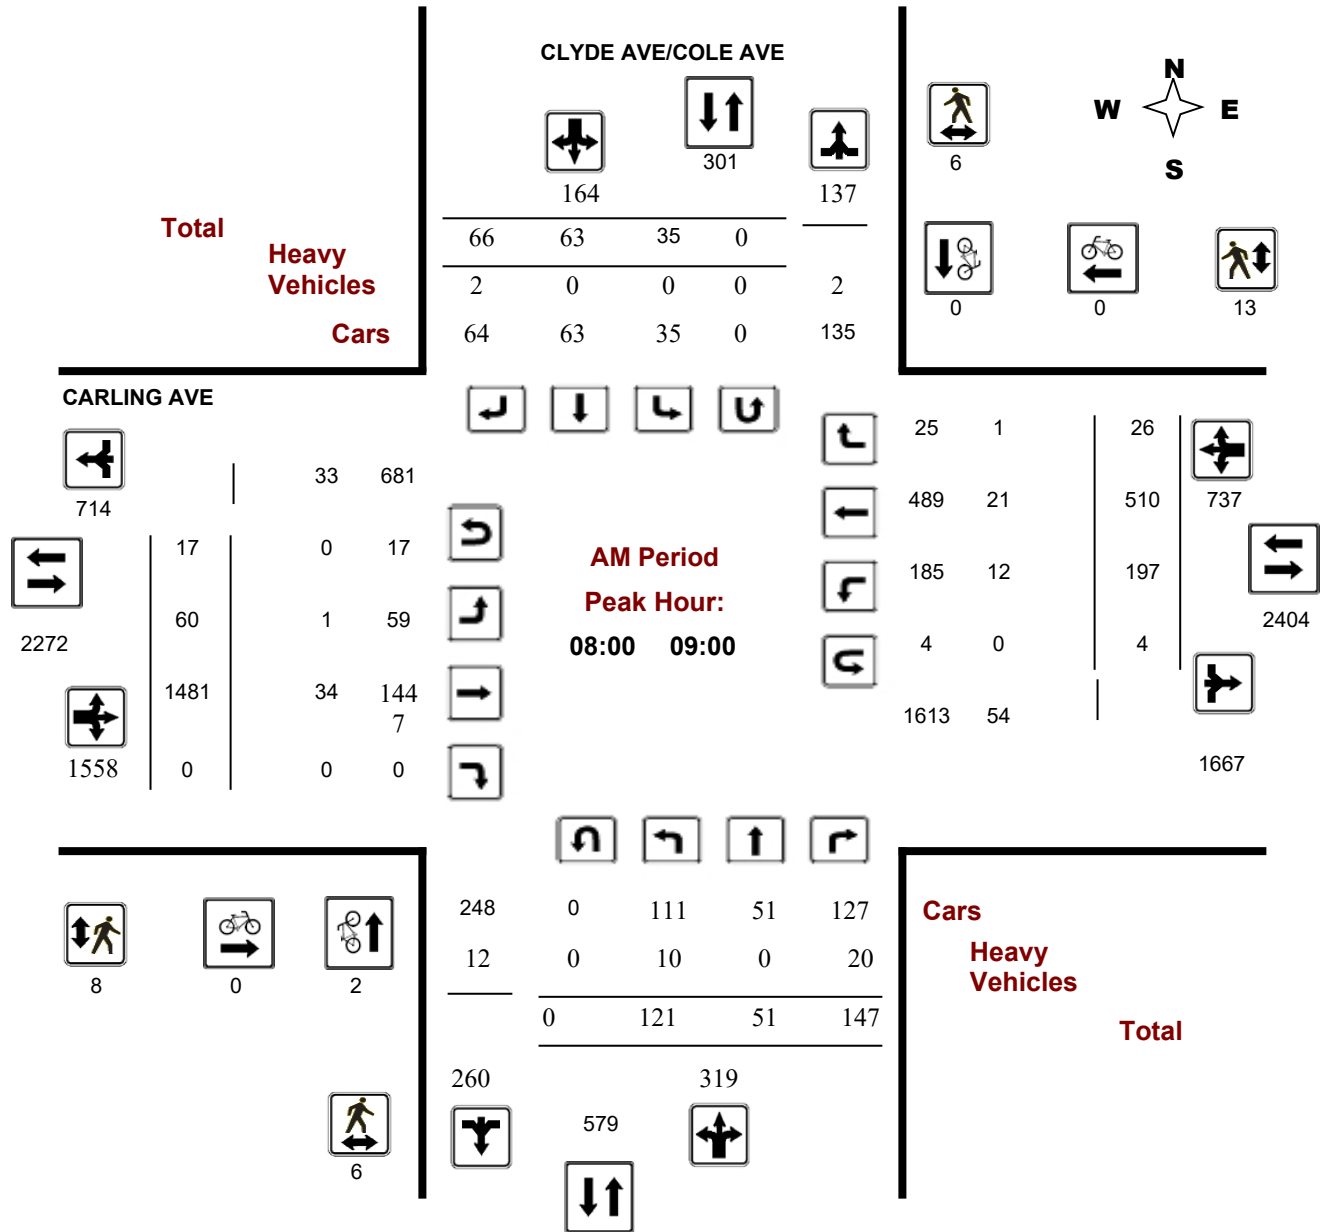 CLYDE AVE/COLE AVE
N
W E
S
301
6
164 137
Total
66 63 35 0
Heavy
Vehicles
2 0 0 0 2
0 0 13
Cars
64 63 35 0 135
CARLING AVE
25 1 26
33 681
714
489 21 510 737
17 0 17
AM Period
185 12 197
Peak Hour:
60 1 59
2404
2272
08:00 09:00
4 0 4
1481 34 144
7
1613 54
1558 0 0 0
1667
248 0 111 51 127
Cars
12 0 10 0 20
Heavy
Vehicles
8 0 2
0 121 51 147
Total
260 319
579
6